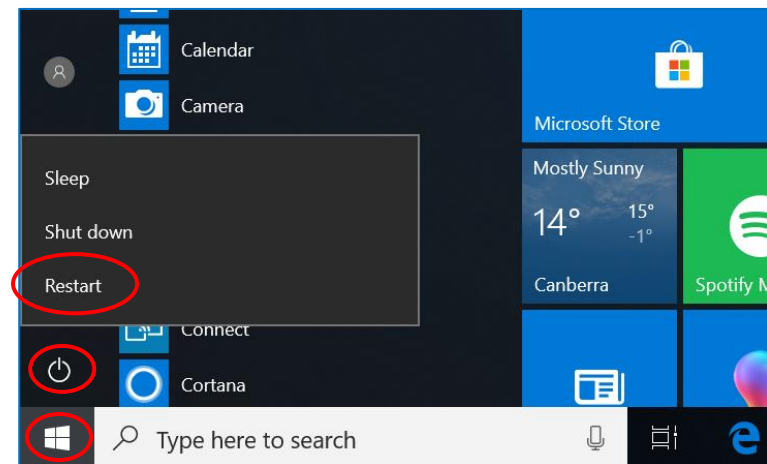 Calendar
Camera
Sleep
Shut down
Restart
Connect
Cortana
Microsoft Store
Mostly Sunny
14° 15°
-1°
Canberra
Spotify
Type here to search